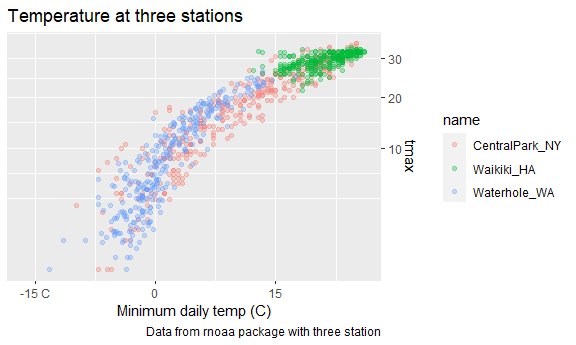 Temperature at three stations
30
20
10
tmax
name
CentralPark_NY
Waikiki_HA
Waterhole_WA
-15 C
0
15
Minimum daily temp (C)
Data from rnoaa package with three station